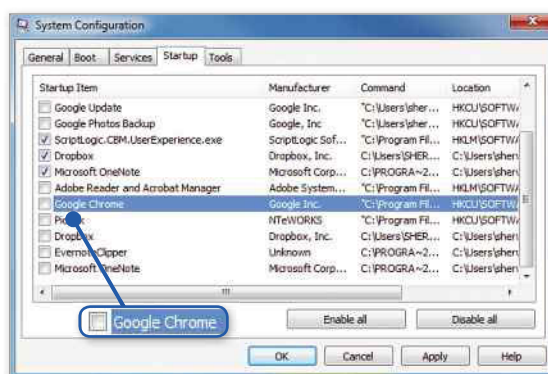 System Configuration
General Boot Services Startup Tools
Startup Item Manufacturer Command Location
Google Update Google Inc. "C:\Users\sher... HKCU\SOFTW
Google Photos Backup Google, Inc "C:\Users\sher... HKCU\SOFTW
ScriptLogic.CBM.UserExperience.exe ScriptLogic Sof... "C:\Program Fil... HKLM\SOFTW
Dropbox Dropbox, Inc. C:\Users\SHER... C:\Users\sher
Microsoft OneNote Microsoft Corp... C:\PROGRA~2... C:\Users\sher
Adobe Reader and Acrobat Manager Adobe System... "C:\Program Fil... HKLM\SOFTW
Google Chrome Google Inc. "C:\Program Fil... HKCU\SOFTW
NTeWORKS "C:\Program Fil... HKCU\SOFTW
Dropbox Dropbox, Inc. C:\Users\SHER... C:\Users\sher
EvernoteClipper Unknown C:\PROGRA~2... C:\Users\sher
Microsoft OneNote Microsoft Corp... C:\PROGRA~2... C:\Users\sher
Google Chrome
Enable all Disable all
OK Cancel Apply Help